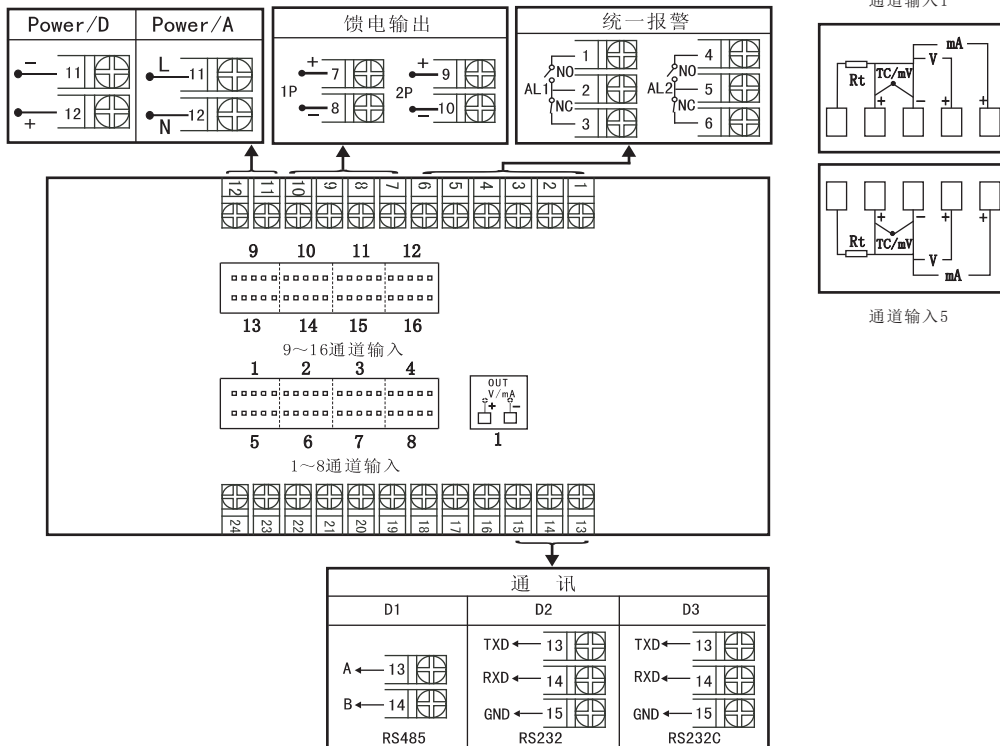 Power/D Power/A
- 11 L 11
+ 12 N 12
馈电输出
+ 7 + 9
1P 2P
- 8 - 10
统一报警
1 4
NO NO
AL1 2 AL2 5
NC NC
3 6
通道输入1
mA
V
Rt TC/mV
+ - + +
+ - + +
Rt TC/mV
V
mA
通道输入5
12 11 10 9 8 7 6 5 4 3 2 1
9 10 11 12
13 14 15 16
9～16通道输入
1 2 3 4
5 6 7 8
1～8通道输入
OUT
V/mA
+ -
1
24 23 22 21 20 19 18 17 16 15 14 13
通 讯
D1 D2 D3
TXD 13 TXD 13
A 13 RXD 14 RXD 14
B 14 GND 15 GND 15
RS485 RS232 RS232C